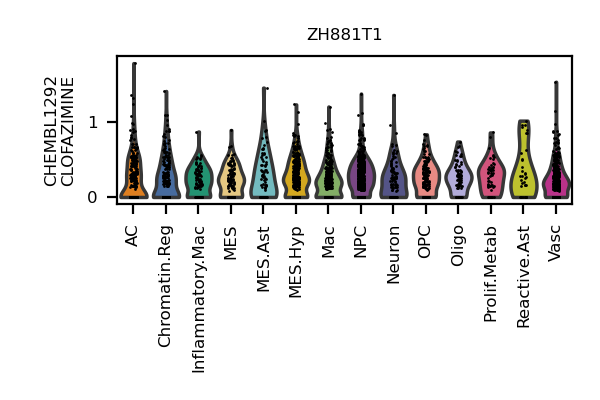 ZH881T1
CHEMBL1292
CLOFAZIMINE
1
0
AC
Chromatin.Reg
Inflammatory.Mac
MES
MES.Ast
MES.Hyp
Mac
NPC
Neuron
OPC
Oligo
Prolif.Metab
Reactive.Ast
Vasc